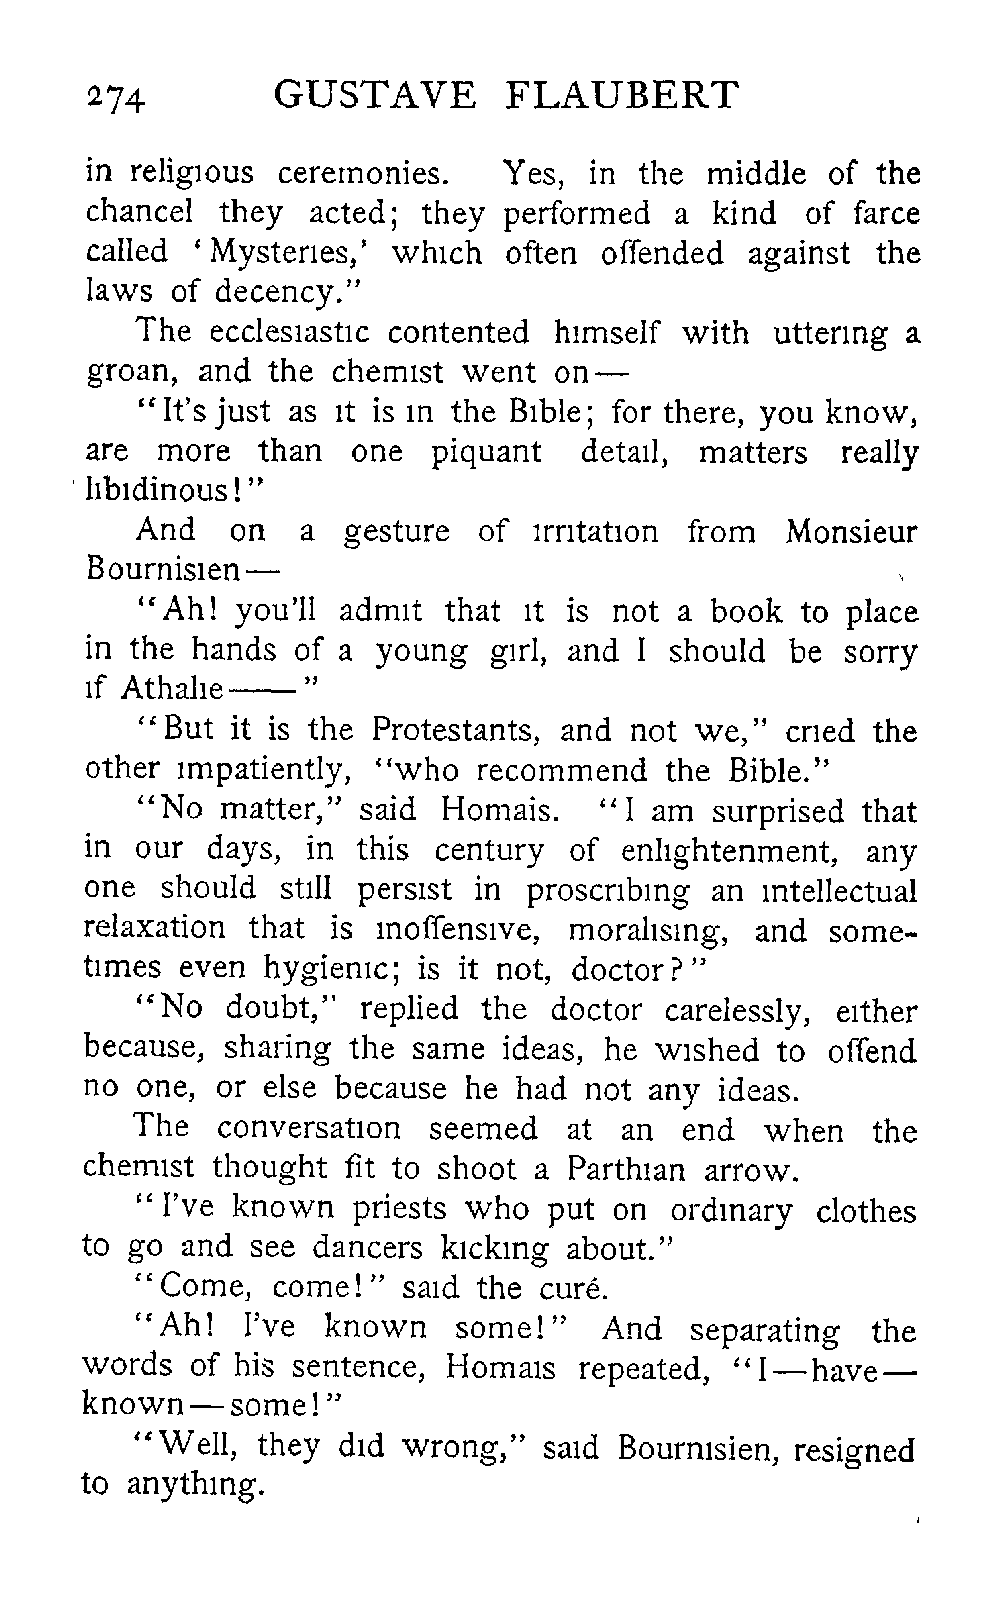 274 GUSTAVE FLAUBERT
in religious ceremonies. Yes, in the middle of the
chancel they acted; they performed a kind of farce
called ‘Mysteries,’ which often offended against the
laws of decency.”
The ecclesiastic contented himself with uttering a
groan, and the chemist went on—
“It’s just as it is in the Bible; for there, you know,
are more than one piquant detail, matters really
libidinous!”
And on a gesture of irritation from Monsieur
Bournisien—
“Ah! you’ll admit that it is not a book to place
in the hands of a young girl, and I should be sorry
if Athalie——”
“But it is the Protestants, and not we,” cried the
other impatiently, “who recommend the Bible.”
“No matter,” said Homais. “I am surprised that
in our days, in this century of enlightenment, any
one should still persist in proscribing an intellectual
relaxation that is inoffensive, moralising, and some-
times even hygienic; is it not, doctor?”
“No doubt,” replied the doctor carelessly, either
because, sharing the same ideas, he wished to offend
no one, or else because he had not any ideas.
The conversation seemed at an end when the
chemist thought fit to shoot a Parthian arrow.
“I’ve known priests who put on ordinary clothes
to go and see dancers kicking about.”
“Come, come!” said the curé.
“Ah! I’ve known some!” And separating the
words of his sentence, Homais repeated, “I—have—
known—some!”
“Well, they did wrong,” said Bournisien, resigned
to anything.